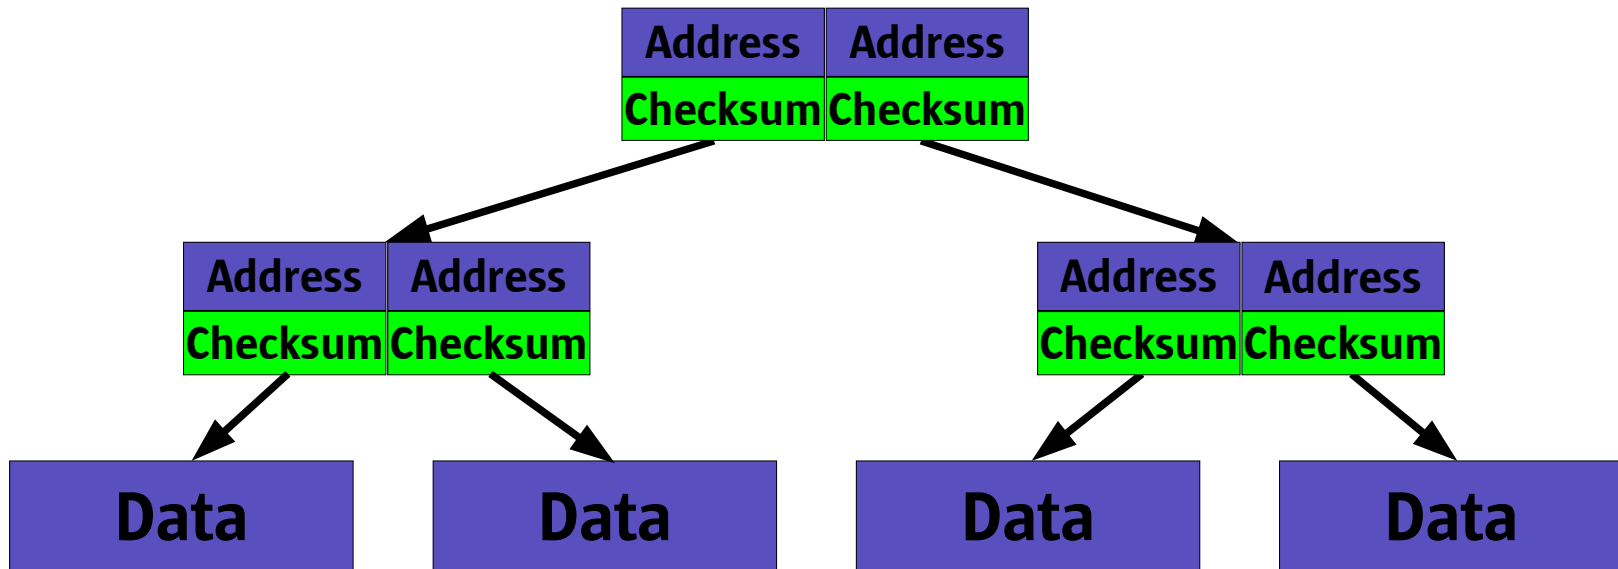 Address Address
Checksum Checksum
Address Address Address Address
Checksum Checksum Checksum Checksum
Data Data Data Data